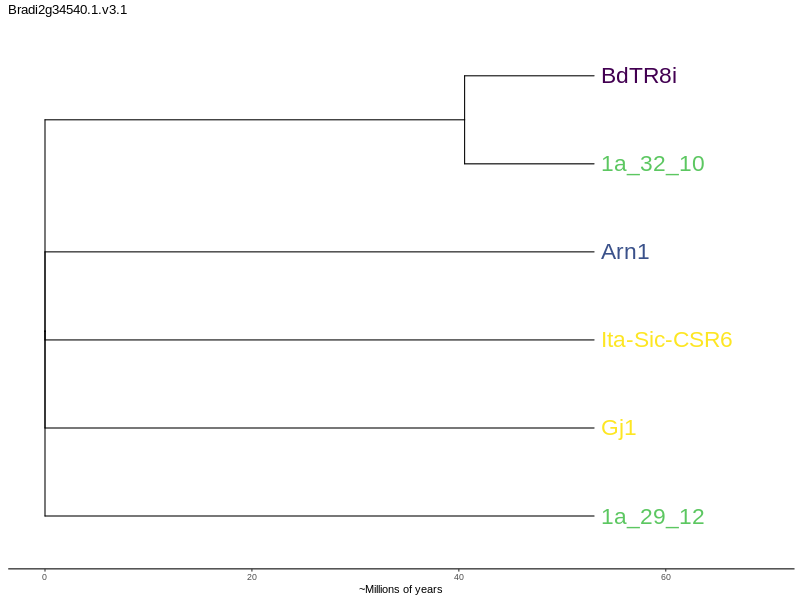 Bradi2g34540.1.v3.1
BdTR8i
1a_32_10
Arn1
Ita-Sic-CSR6
Gj1
1a_29_12
0 20 40 60
~Millions of years